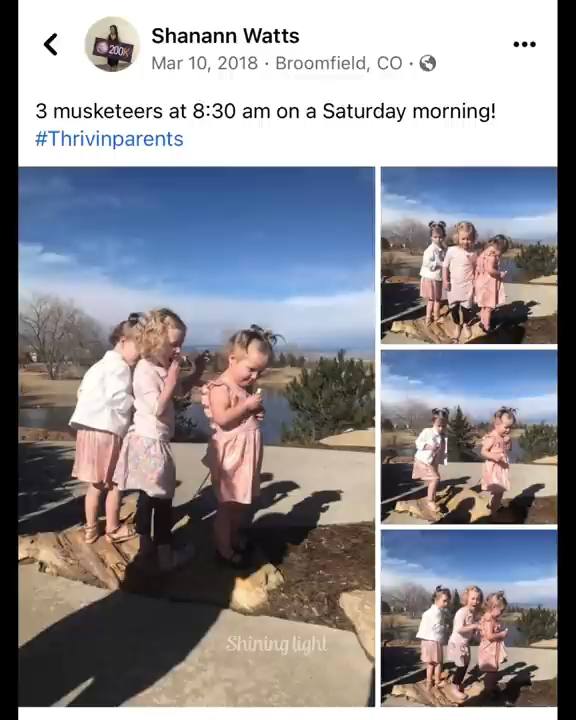 200K
Shanann Watts
Mar 10, 2018 · Broomfield, CO ·
3 musketeers at 8:30 am on a Saturday morning!
#Thrivinparents
Shining light